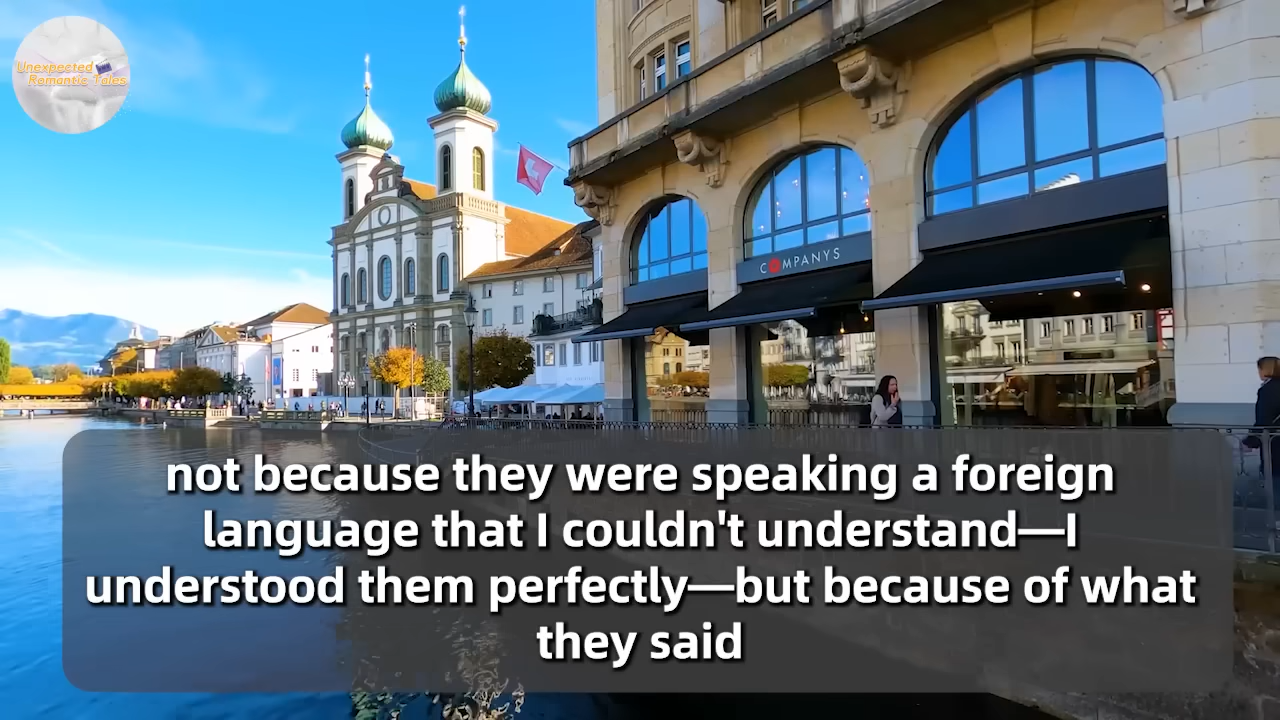 Unexpected
Romantic Tales
COMPANYS
not because they were speaking a foreign
language that I couldn't understand—I
understood them perfectly—but because of what
they said